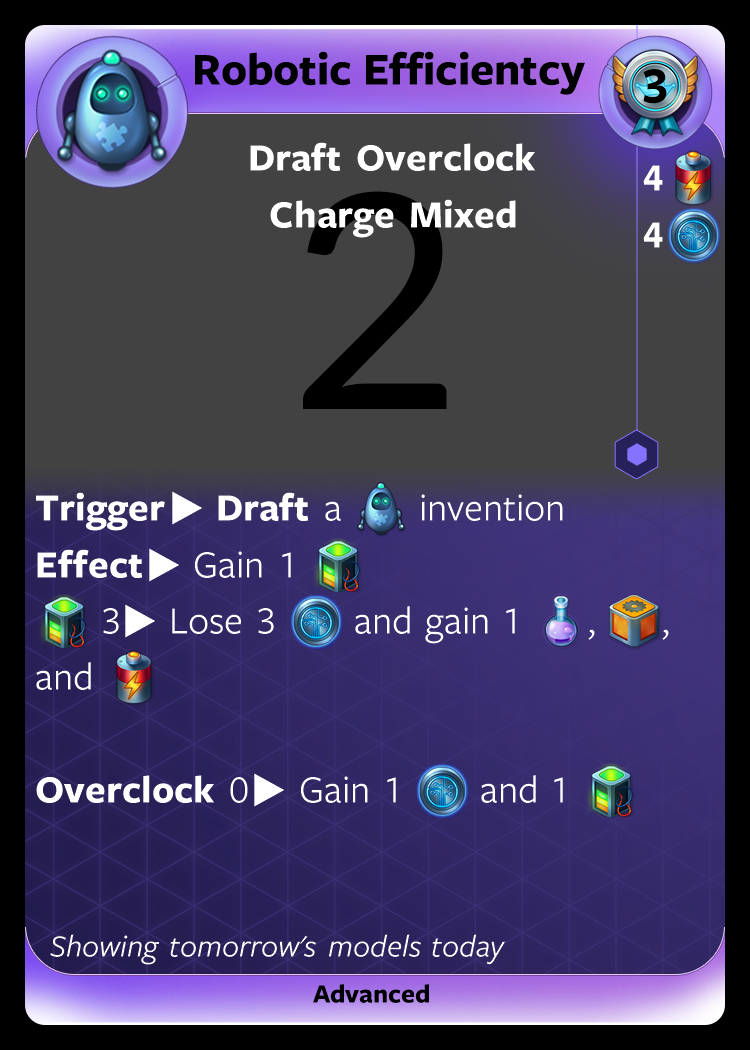 Robotic Efficientcy
3
Draft Overclock
Charge Mixed
4
4
2
Trigger▶ Draft a invention
Effect▶ Gain 1
3▶ Lose 3 and gain 1 , ,
and
Overclock 0▶ Gain 1 and 1
Showing tomorrow's models today
Advanced